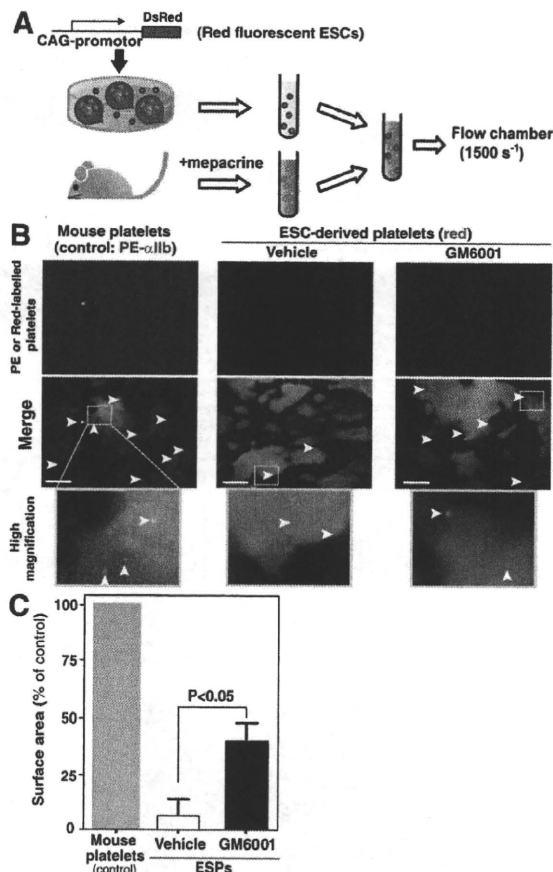 A
DsRed
CAG-promotor
(Red fluorescent ESCs)
+mepacrine
Flow chamber
(1500 s⁻¹)
B
Mouse platelets
(control: PE-αIIb)
ESC-derived platelets (red)
Vehicle
GM6001
PE or Red-labelled
platelets
Merge
High
magnification
C
Surface area (% of control)
100
75
50
25
0
P<0.05
Mouse
platelets
(control)
Vehicle
GM6001
ESPs